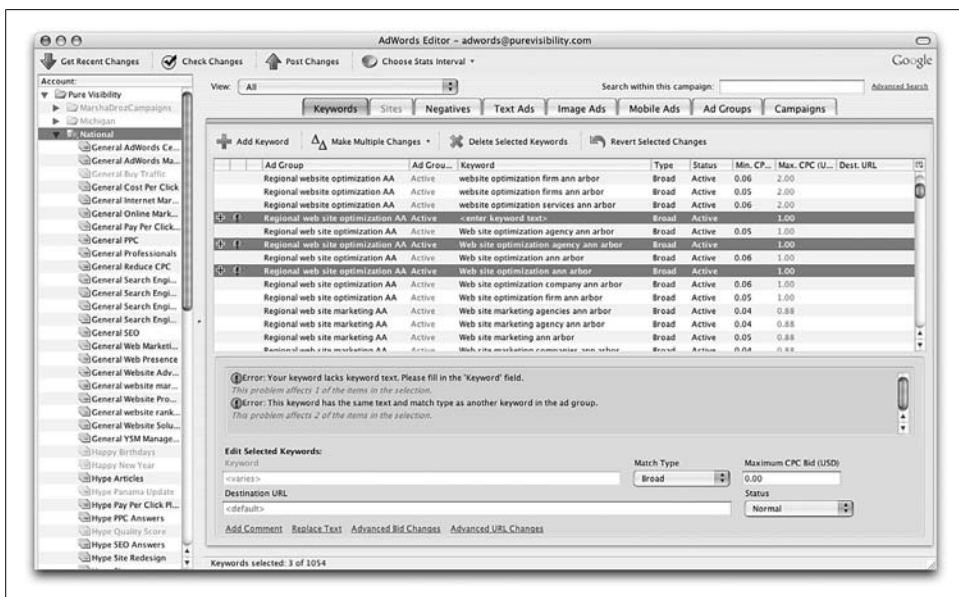 AdWords Editor – adwords@purevisibility.com
Get Recent Changes Check Changes Post Changes Choose Stats Interval Google
Account:
Pure Visibility
MarshaDrozCampaigns
Michigan
National
General AdWords Ce...
General AdWords Ma...
General Buy Traffic
General Cost Per Click
General Internet Mar...
General Online Mark...
General Pay Per Click...
General PPC
General Professionals
General Reduce CPC
General Search Engi...
General Search Engi...
General Search Engi...
General Search Engi...
General SEO
General Web Marketi...
General Web Presence
General Website Adv...
General website mar...
General Website Pro...
General website rank...
General Website Solu...
General YSM Manage...
Happy Birthdays
Happy New Year
Hype Articles
Hype Panama Update
Hype Pay Per Click Pl...
Hype PPC Answers
Hype Quality Score
Hype SEO Answers
Hype Site Redesign
View: All Search within this campaign: Advanced Search
Keywords Sites Negatives Text Ads Image Ads Mobile Ads Ad Groups Campaigns
Add Keyword Make Multiple Changes Delete Selected Keywords Revert Selected Changes
Ad Group Ad Grou... Keyword Type Status Min. CP... Max. CPC (U... Dest. URL
Regional website optimization AA Active website optimization firm ann arbor Broad Active 0.06 2.00
Regional website optimization AA Active website optimization firms ann arbor Broad Active 0.05 2.00
Regional website optimization AA Active website optimization services ann arbor Broad Active 0.06 2.00
Regional web site optimization AA Active <enter keyword text> Broad Active 1.00
Regional web site optimization AA Active Web site optimization agency ann arbor Broad Active 0.05 1.00
Regional web site optimization AA Active Web site optimization agency ann arbor Broad Active 1.00
Regional web site optimization AA Active Web site optimization ann arbor Broad Active 0.06 1.00
Regional web site optimization AA Active Web site optimization ann arbor Broad Active 1.00
Regional web site optimization AA Active Web site optimization company ann arbor Broad Active 0.06 1.00
Regional web site optimization AA Active Web site optimization firm ann arbor Broad Active 0.05 1.00
Regional web site marketing AA Active Web site marketing agencies ann arbor Broad Active 0.04 0.88
Regional web site marketing AA Active Web site marketing agency ann arbor Broad Active 0.04 0.88
Regional web site marketing AA Active Web site marketing ann arbor Broad Active 0.05 0.88
Regional web site marketing AA Active Web site marketing companies ann arbor Broad Active 0.04 0.88
Error: Your keyword lacks keyword text. Please fill in the 'Keyword' field.
This problem affects 1 of the items in the selection.
Error: This keyword has the same text and match type as another keyword in the ad group.
This problem affects 2 of the items in the selection.
Edit Selected Keywords:
Keyword Match Type Maximum CPC Bid (USD)
<varies> Broad 0.00
Destination URL Status
<default> Normal
Add Comment Replace Text Advanced Bid Changes Advanced URL Changes
Keywords selected: 3 of 1054